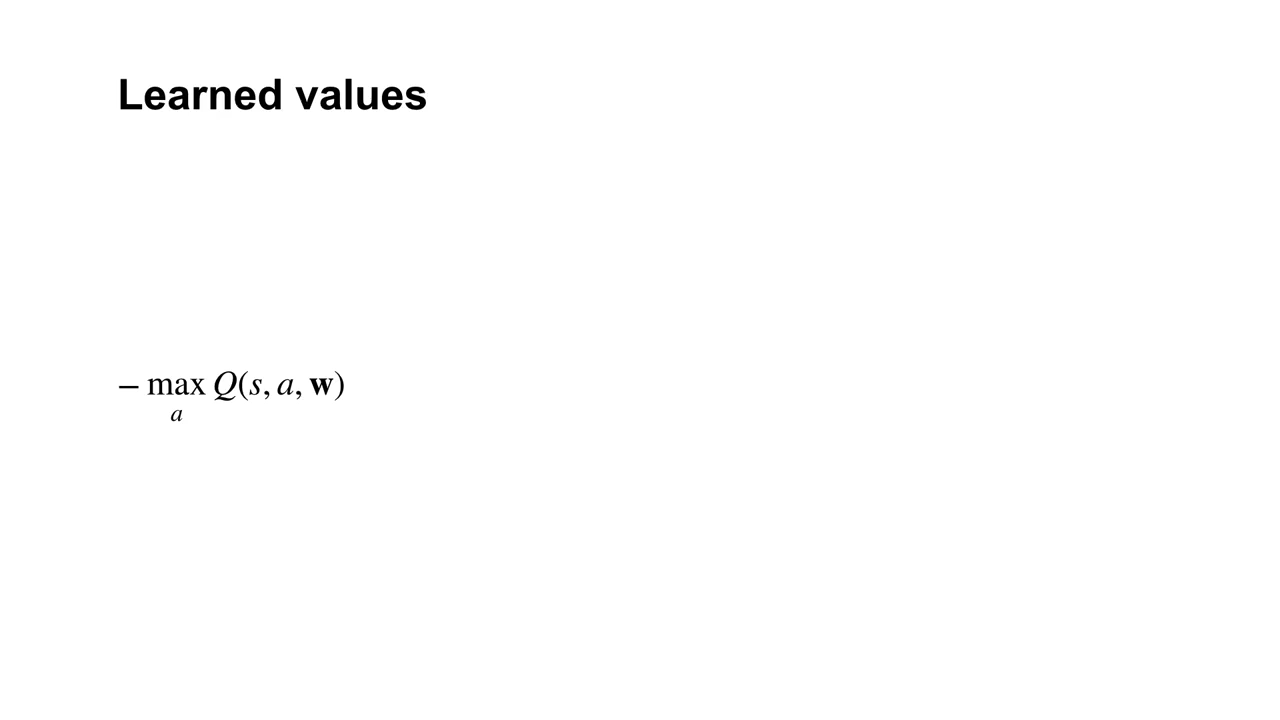 Learned values
− max Q(s, a, w)
a